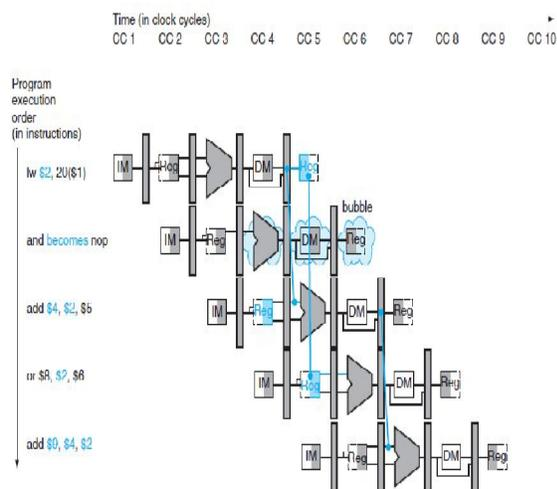 Time (in clock cycles)
CC 1 CC 2 CC 3 CC 4 CC 5 CC 6 CC 7 CC 8 CC 9 CC 10
Program
execution
order
(in instructions)
lw $2, 20($1)
IM Reg DM Reg
bubble
and becomes nop
IM Reg DM Reg
add $4, $2, $5
IM Reg DM Reg
or $8, $2, $6
IM Reg DM Reg
add $9, $4, $2
IM Reg DM Reg